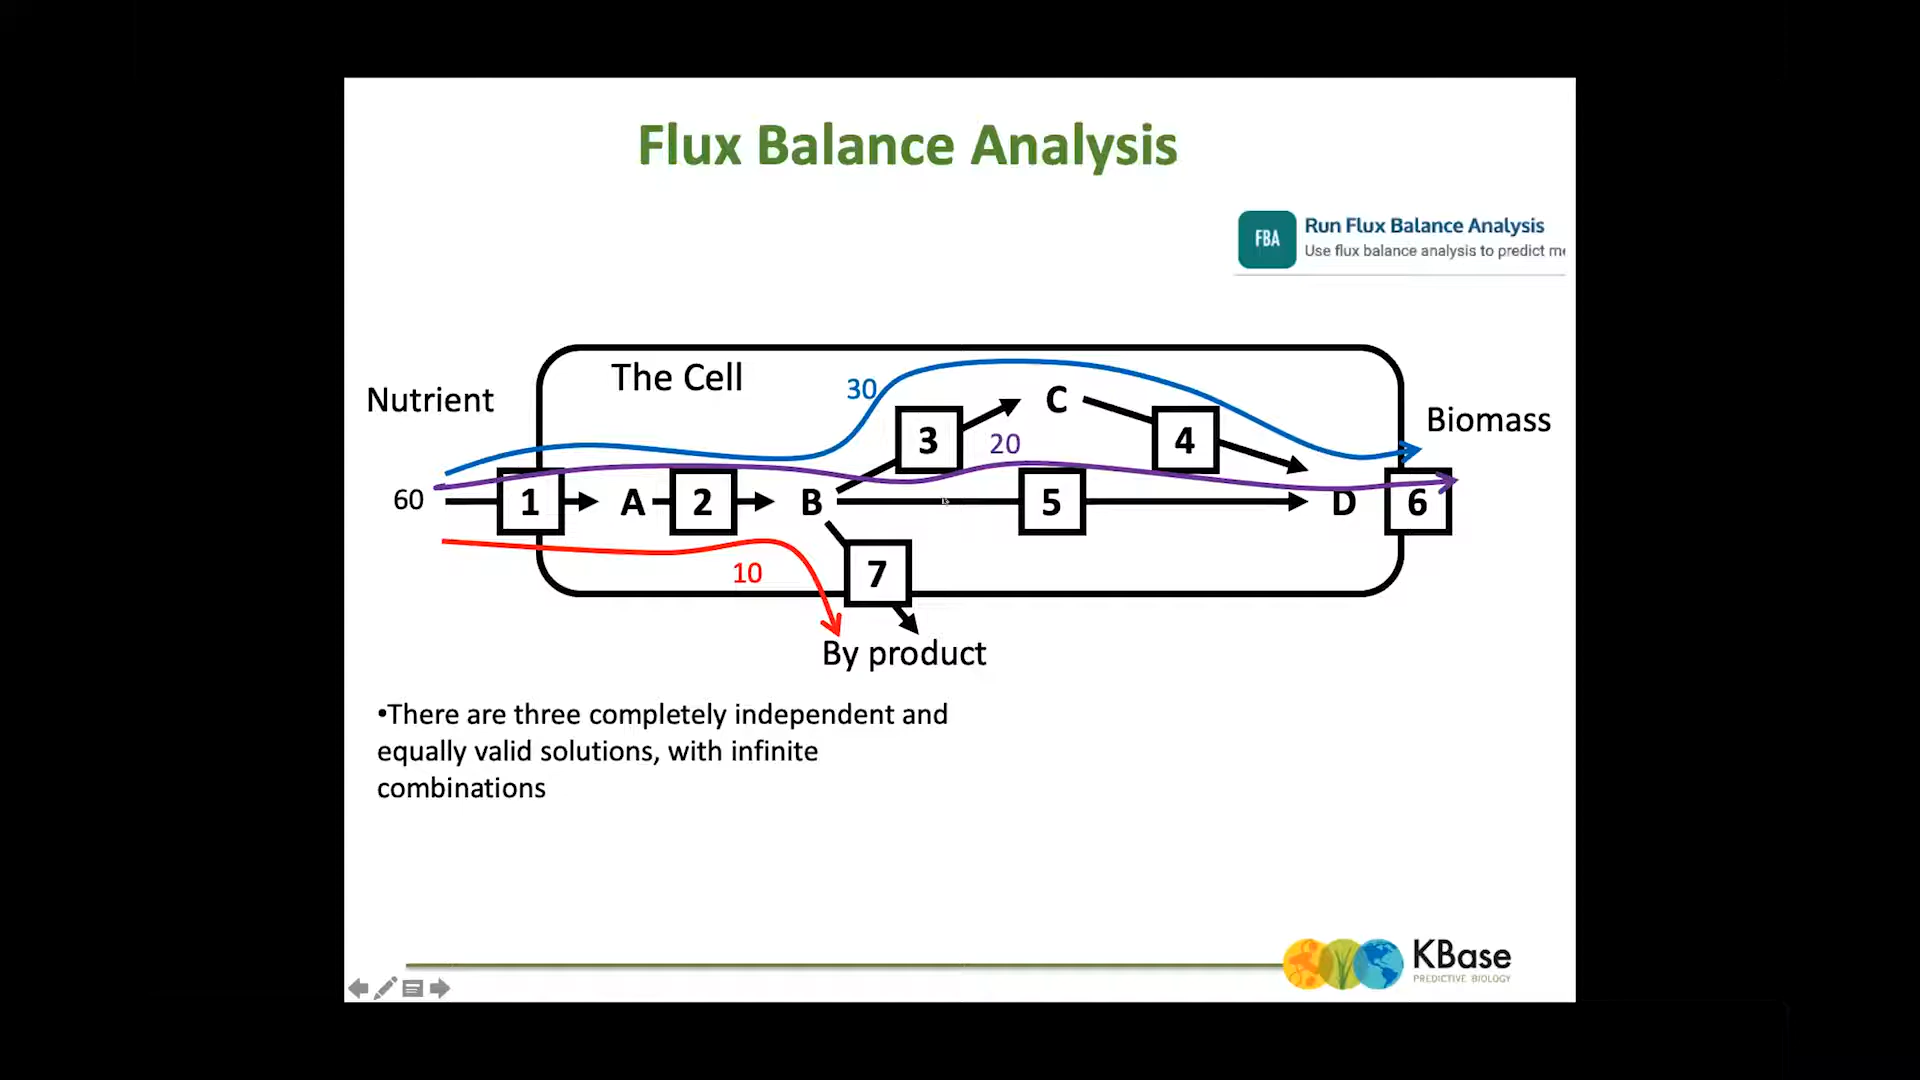 Flux Balance Analysis
FBA
Run Flux Balance Analysis
Use flux balance analysis to predict
The Cell
Nutrient
30
C
Biomass
3
20
4
60
1
A
2
B
5
D
6
10
7
By product
•There are three completely independent and
equally valid solutions, with infinite
combinations
KBase
PREDICTIVE BIOLOGY